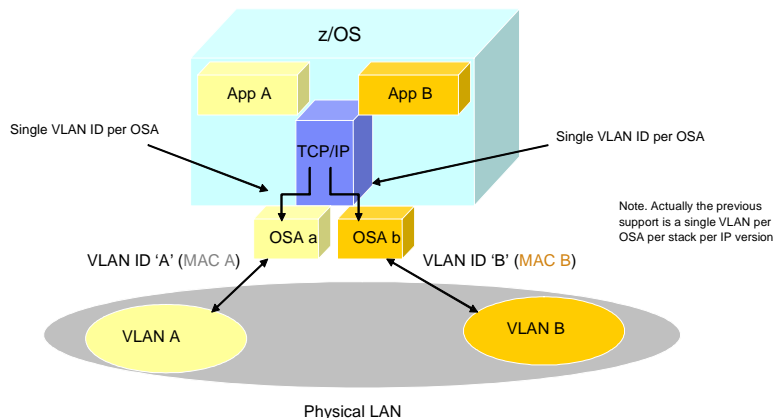 z/OS
App A
App B
Single VLAN ID per OSA
TCP/IP
Single VLAN ID per OSA
Note. Actually the previous
support is a single VLAN per
OSA per stack per IP version
OSA a
OSA b
VLAN ID ‘A’ (MAC A)
VLAN ID ‘B’ (MAC B)
VLAN A
VLAN B
Physical LAN